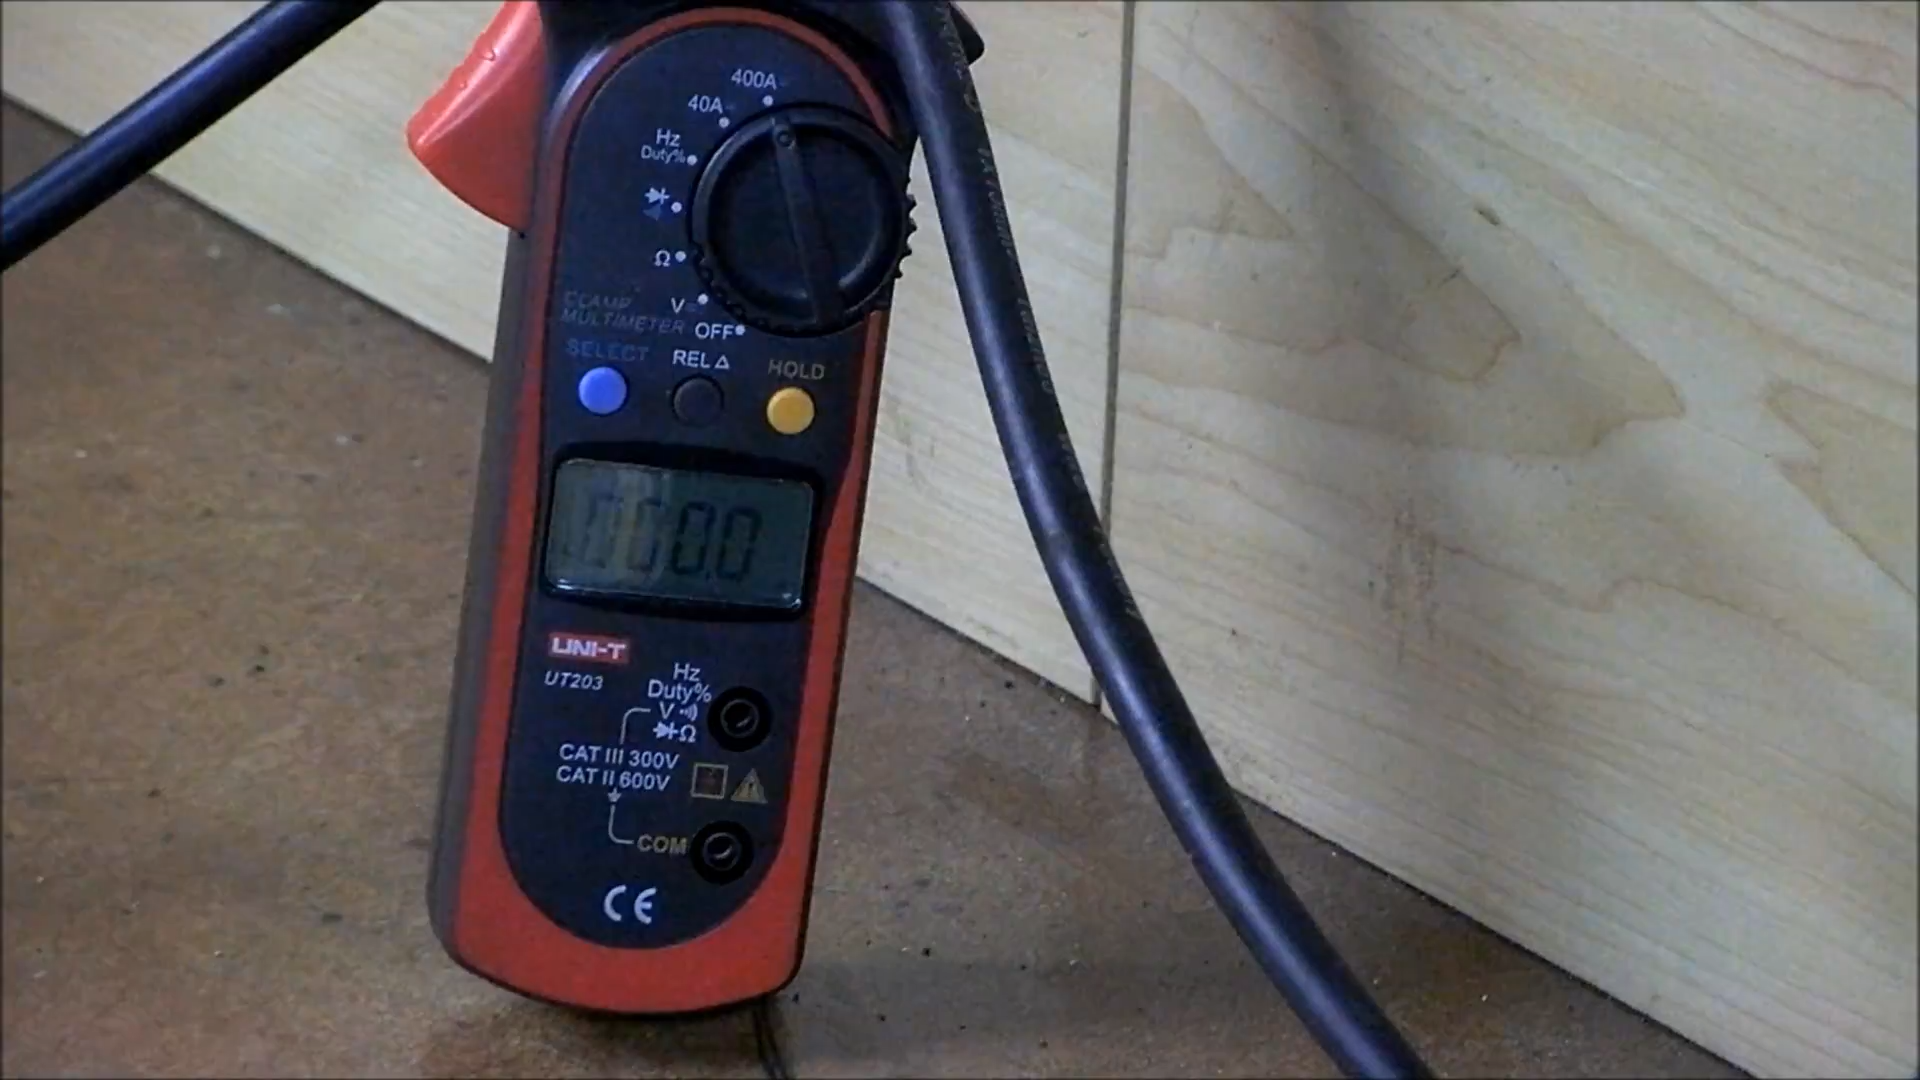 400A
40A
Hz
Duty%
Ω
V
OFF
CLAMP
MULTIMETER
SELECT
REL △
HOLD
000.0
UNI-T
UT203
Hz
Duty%
V
Ω
CAT III 300V
CAT II 600V
COM
CE